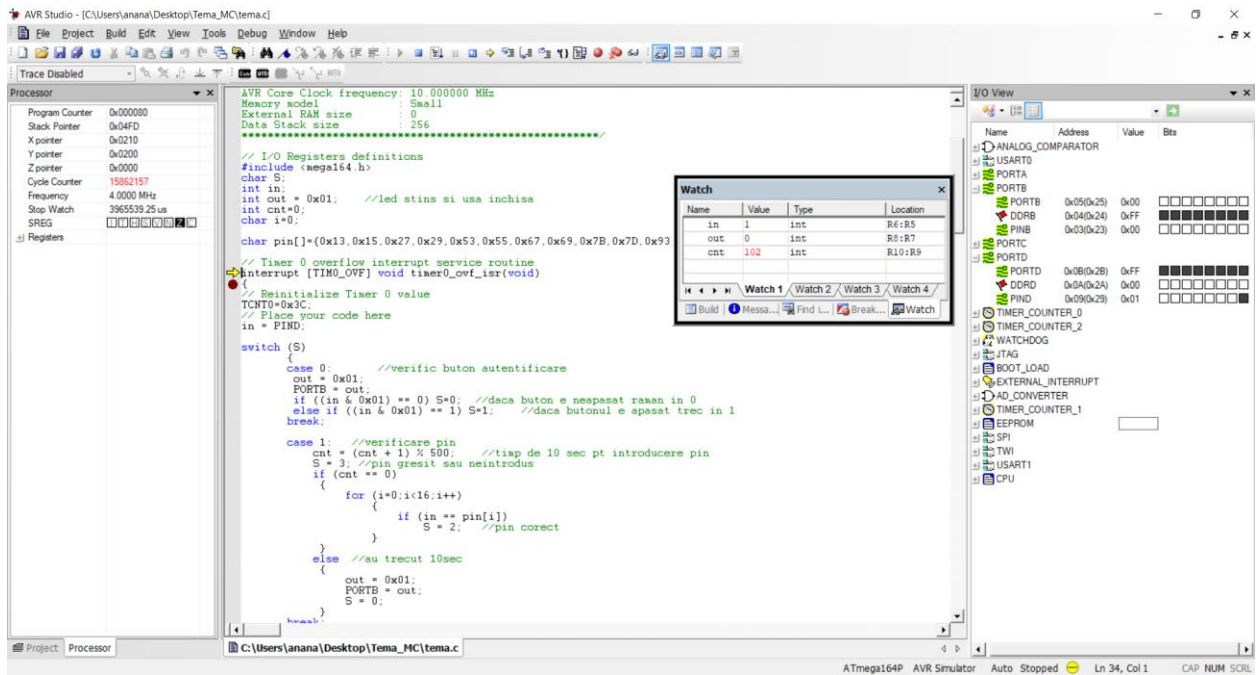 AVR Studio - [C:\Users\anana\Desktop\Tema_MC\tema.c]
File Project Build Edit View Tools Debug Window Help
Trace Disabled
Processor
Program Counter 0x000080
Stack Pointer 0x04FD
X pointer 0x0210
Y pointer 0x0200
Z pointer 0x0000
Cycle Counter 15862157
Frequency 4.0000 MHz
Stop Watch 3965539.25 us
SREG I T H S V N Z C
Registers
AVR Core Clock frequency: 10.000000 MHz
Memory model : Small
External RAM size : 0
Data Stack size : 256
*****************************************************/
// I/O Registers definitions
#include <mega164.h>
char S;
int in;
int out = 0x01; //led stins si usa inchisa
int cnt=0;
char i=0;
char pin[]={0x13,0x15,0x27,0x29,0x53,0x55,0x67,0x69,0x7B,0x7D,0x93
// Timer 0 overflow interrupt service routine
interrupt [TIM0_OVF] void timer0_ovf_isr(void)
{
// Reinitialize Timer 0 value
TCNT0=0x3C;
// Place your code here
in = PIND;
switch (S)
{
case 0: //verific buton autentificare
out = 0x01;
PORTB = out;
if ((in & 0x01) == 0) S=0; //daca buton e neapasat raman in 0
else if ((in & 0x01) == 1) S=1; //daca butonul e apasat trec in 1
break;
case 1: //verificare pin
cnt = (cnt + 1) % 500; //timp de 10 sec pt introducere pin
S = 3; //pin gresit sau neintrodus
if (cnt == 0)
{
for (i=0;i<16;i++)
{
if (in == pin[i])
S = 2; //pin corect
}
}
else //au trecut 10sec
{
out = 0x01;
PORTB = out;
S = 0;
}
break;
Watch
Name Value Type Location
in 1 int R6:R5
out 0 int R8:R7
cnt 102 int R10:R9
Watch 1 Watch 2 Watch 3 Watch 4
Build Messa... Find i... Break... Watch
I/O View
Name Address Value Bits
ANALOG_COMPARATOR
USART0
PORTA
PORTB
PORTB 0x05(0x25) 0x00
DDRB 0x04(0x24) 0xFF
PINB 0x03(0x23) 0x00
PORTC
PORTD
PORTD 0x0B(0x2B) 0xFF
DDRD 0x0A(0x2A) 0x00
PIND 0x09(0x29) 0x01
TIMER_COUNTER_0
TIMER_COUNTER_2
WATCHDOG
JTAG
BOOT_LOAD
EXTERNAL_INTERRUPT
AD_CONVERTER
TIMER_COUNTER_1
EEPROM
SPI
TWI
USART1
CPU
Project Processor
C:\Users\anana\Desktop\Tema_MC\tema.c
ATmega164P AVR Simulator Auto Stopped Ln 34, Col 1 CAP NUM SCRL